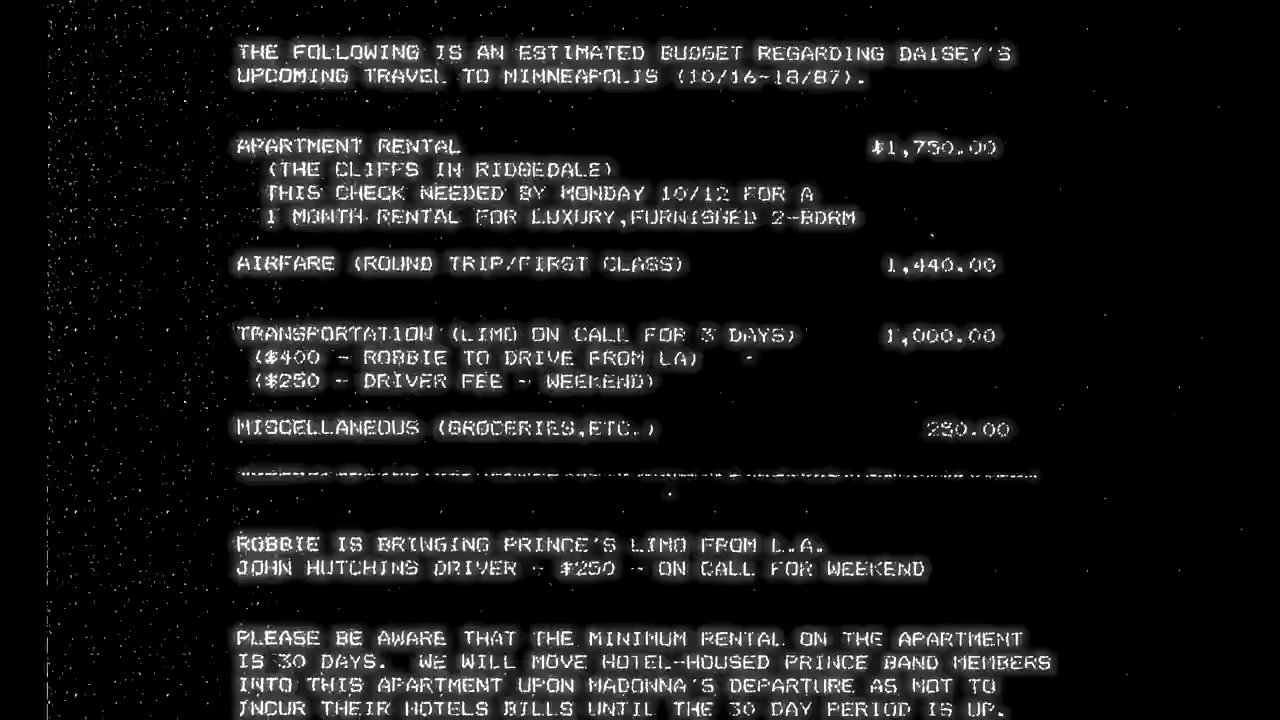 THE FOLLOWING IS AN ESTIMATED BUDGET REGARDING DAISEY'S
UPCOMING TRAVEL TO MINNEAPOLIS (10/16-18/87).
APARTMENT RENTAL $1,750.00
(THE CLIFFS IN RIDGEDALE)
THIS CHECK NEEDED BY MONDAY 10/12 FOR A
1 MONTH RENTAL FOR LUXURY,FURNISHED 2-BDRM
AIRFARE (ROUND TRIP/FIRST CLASS) 1,440.00
TRANSPORTATION (LIMO ON CALL FOR 3 DAYS) 1,000.00
($400 - ROBBIE TO DRIVE FROM LA)
($250 - DRIVER FEE - WEEKEND)
MISCELLANEOUS (GROCERIES,ETC.) 250.00
ROBBIE IS BRINGING PRINCE'S LIMO FROM L.A.
JOHN HUTCHINS DRIVER - $250 - ON CALL FOR WEEKEND
PLEASE BE AWARE THAT THE MINIMUM RENTAL ON THE APARTMENT
IS 30 DAYS. WE WILL MOVE HOTEL-HOUSED PRINCE BAND MEMBERS
INTO THIS APARTMENT UPON MADONNA'S DEPARTURE AS NOT TO
INCUR THEIR HOTELS BILLS UNTIL THE 30 DAY PERIOD IS UP.